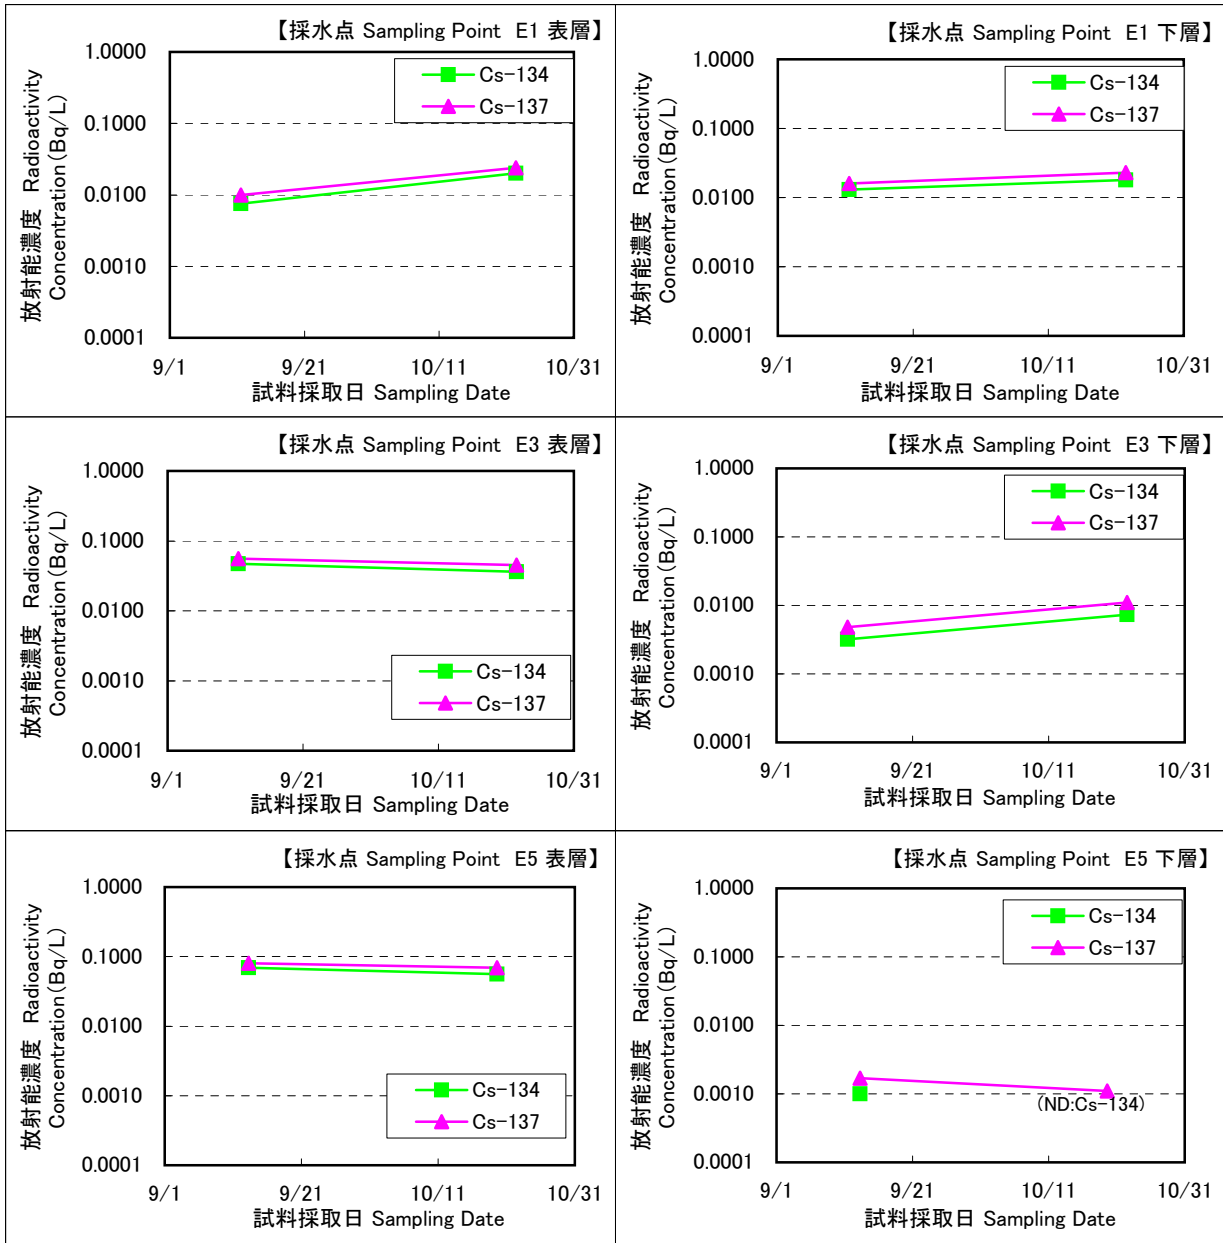 【採水点 Sampling Point E1 表層】
1.0000
0.1000
0.0100
0.0010
0.0001
放射能濃度 Radioactivity
Concentration(Bq/L)
Cs-134
Cs-137
9/1 9/21 10/11 10/31
試料採取日 Sampling Date
【採水点 Sampling Point E1 下層】
1.0000
0.1000
0.0100
0.0010
0.0001
放射能濃度 Radioactivity
Concentration(Bq/L)
Cs-134
Cs-137
9/1 9/21 10/11 10/31
試料採取日 Sampling Date
【採水点 Sampling Point E3 表層】
1.0000
0.1000
0.0100
0.0010
0.0001
放射能濃度 Radioactivity
Concentration(Bq/L)
Cs-134
Cs-137
9/1 9/21 10/11 10/31
試料採取日 Sampling Date
【採水点 Sampling Point E3 下層】
1.0000
0.1000
0.0100
0.0010
0.0001
放射能濃度 Radioactivity
Concentration(Bq/L)
Cs-134
Cs-137
9/1 9/21 10/11 10/31
試料採取日 Sampling Date
【採水点 Sampling Point E5 表層】
1.0000
0.1000
0.0100
0.0010
0.0001
放射能濃度 Radioactivity
Concentration(Bq/L)
Cs-134
Cs-137
9/1 9/21 10/11 10/31
試料採取日 Sampling Date
【採水点 Sampling Point E5 下層】
1.0000
0.1000
0.0100
0.0010
0.0001
放射能濃度 Radioactivity
Concentration(Bq/L)
Cs-134
Cs-137
(ND:Cs-134)
9/1 9/21 10/11 10/31
試料採取日 Sampling Date